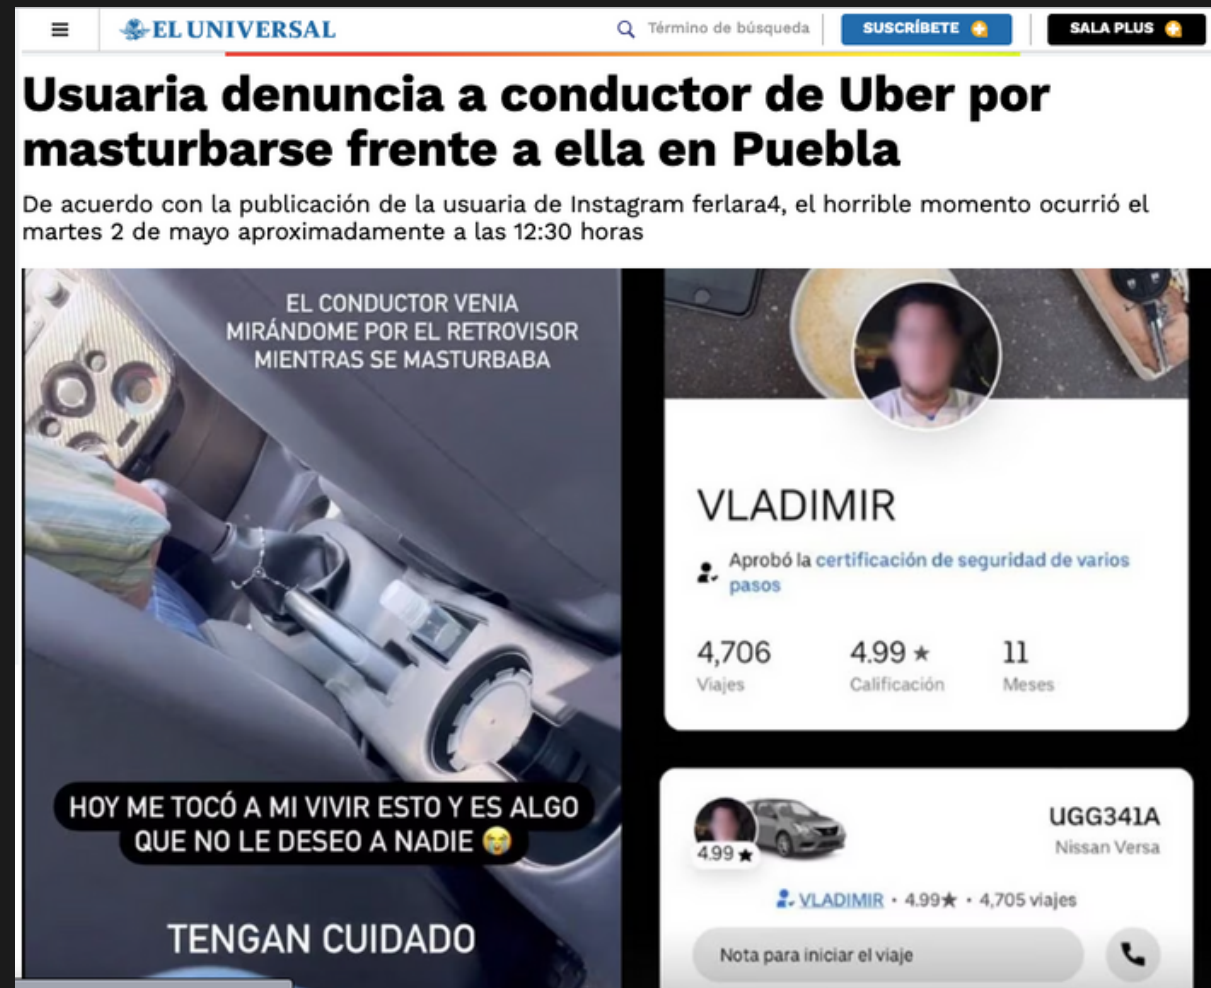 EL UNIVERSAL
Término de búsqueda
SUSCRÍBETE
SALA PLUS
Usuaria denuncia a conductor de Uber por
masturbarse frente a ella en Puebla
De acuerdo con la publicación de la usuaria de Instagram ferlara4, el horrible momento ocurrió el
martes 2 de mayo aproximadamente a las 12:30 horas
EL CONDUCTOR VENIA
MIRÁNDOME POR EL RETROVISOR
MIENTRAS SE MASTURBABA
HOY ME TOCÓ A MI VIVIR ESTO Y ES ALGO
QUE NO LE DESEO A NADIE 😭
TENGAN CUIDADO
VLADIMIR
Aprobó la certificación de seguridad de varios
pasos
4,706 4.99 ★ 11
Viajes Calificación Meses
UGG341A
Nissan Versa
4.99 ★
VLADIMIR • 4.99★ • 4,705 viajes
Nota para iniciar el viaje